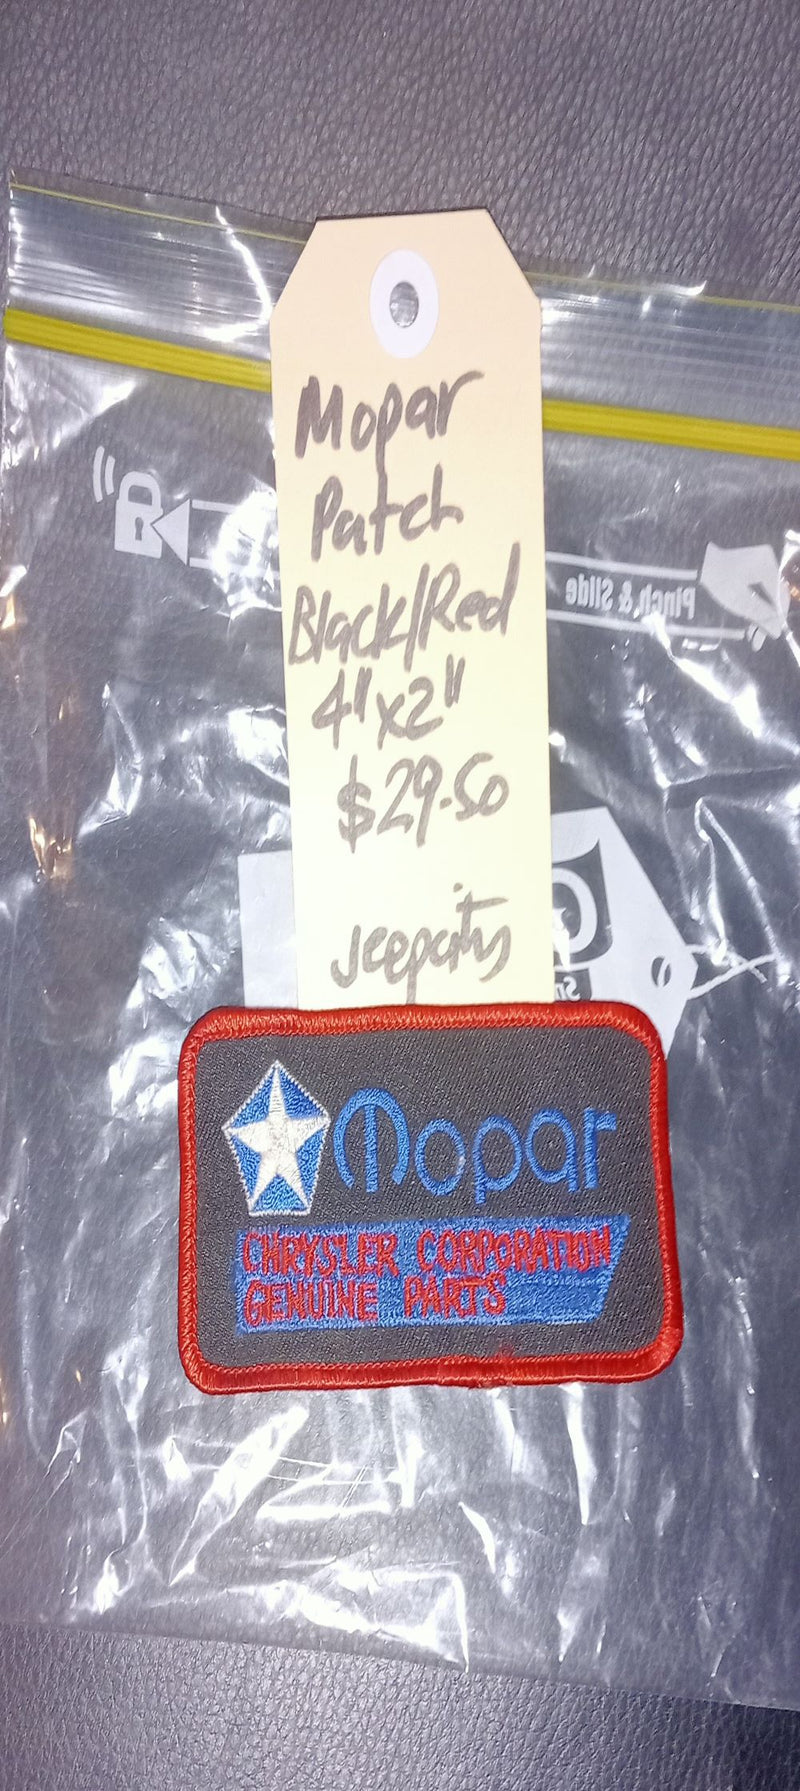 Mopar
Patch
Black/Red
4"x2"
$29.50
Jeepcity
Pinch & Slide
Mopar
CHRYSLER CORPORATION
GENUINE PARTS